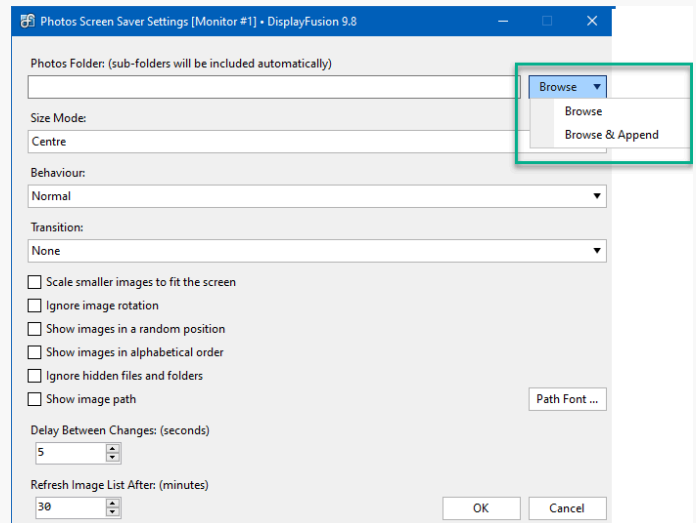 Photos Screen Saver Settings [Monitor #1] • DisplayFusion 9.8
Photos Folder: (sub-folders will be included automatically)
Browse
Browse
Browse & Append
Size Mode:
Centre
Behaviour:
Normal
Transition:
None
Scale smaller images to fit the screen
Ignore image rotation
Show images in a random position
Show images in alphabetical order
Ignore hidden files and folders
Show image path
Path Font ...
Delay Between Changes: (seconds)
5
Refresh Image List After: (minutes)
30
OK
Cancel